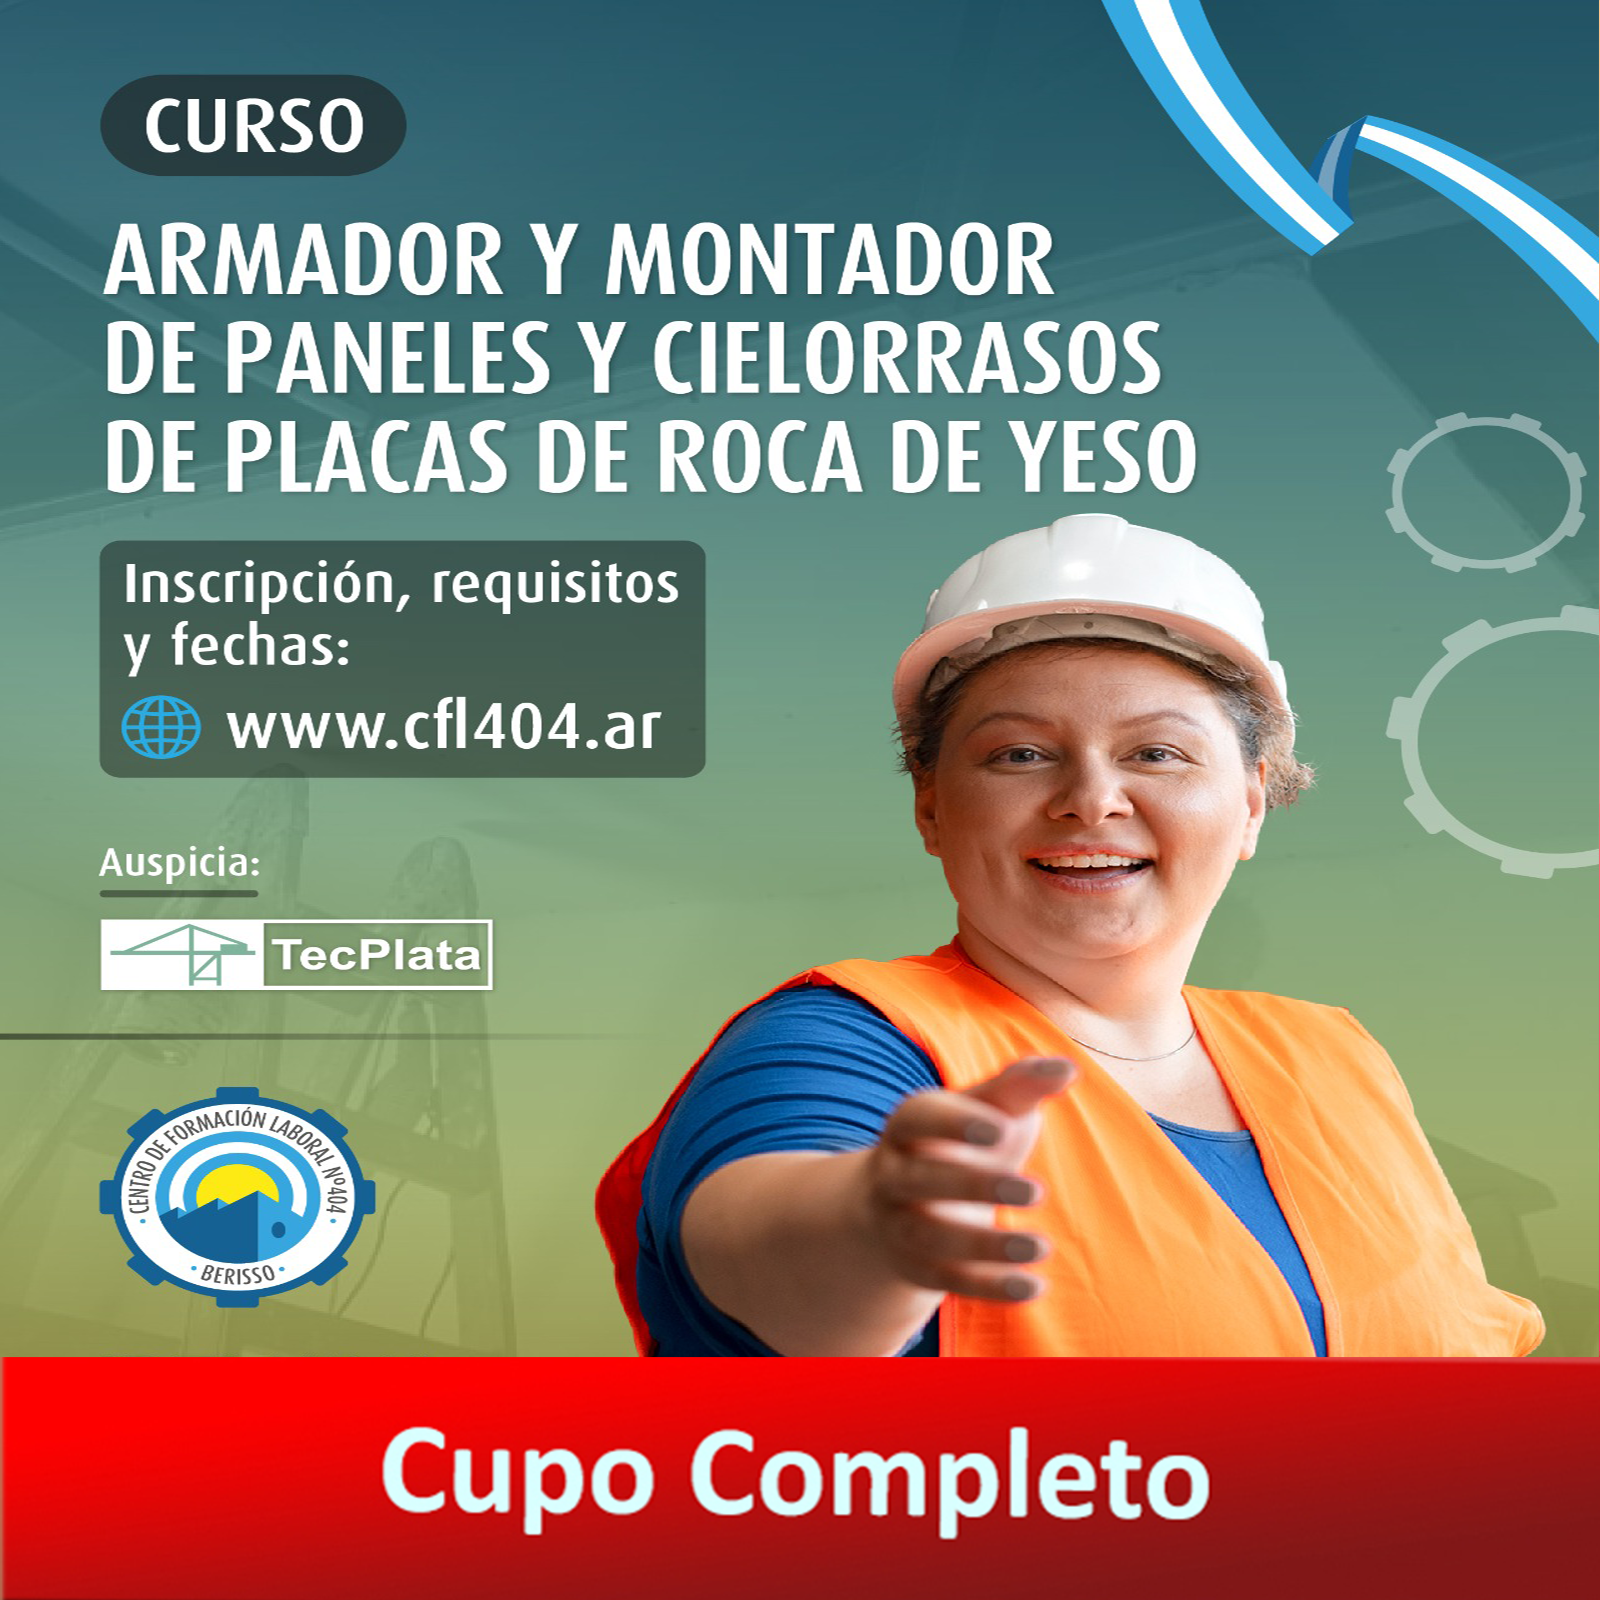 CURSO
ARMADOR Y MONTADOR
DE PANELES Y CIELORRASOS
DE PLACAS DE ROCA DE YESO
Inscripción, requisitos
y fechas:
www.cfl404.ar
Auspicia:
TecPlata
CENTRO DE FORMACIÓN LABORAL Nº404
· BERISSO ·
Cupo Completo